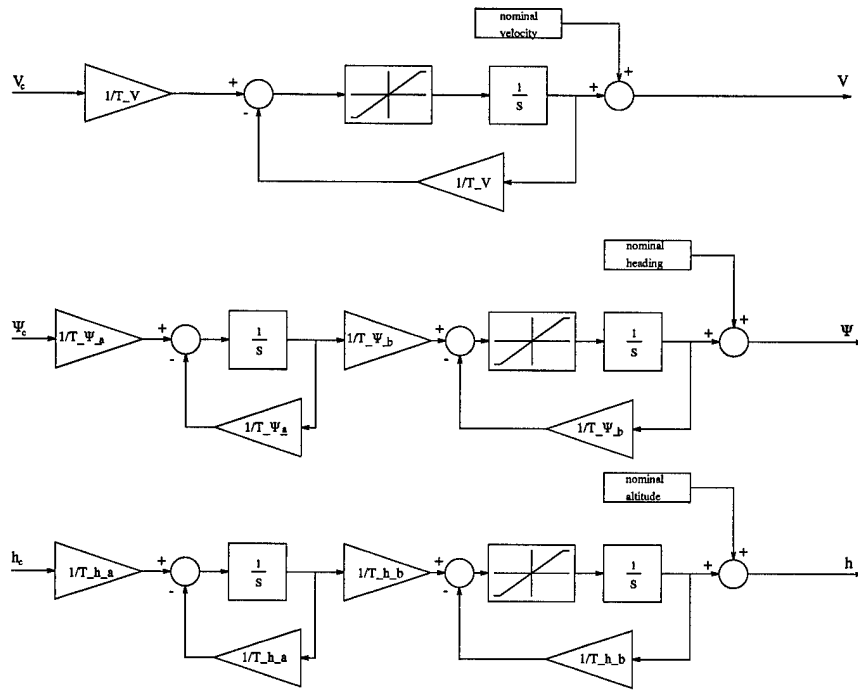 nominal
velocity
V_c
V
1/T_V
+
-
1
S
+
+
1/T_V
nominal
heading
Ψ_c
Ψ
1/T_Ψ_a
+
-
1
S
1/T_Ψ_b
+
-
1
S
+
+
1/T_Ψ_a
1/T_Ψ_b
nominal
altitude
h_c
h
1/T_h_a
+
-
1
S
1/T_h_b
+
-
1
S
+
+
1/T_h_a
1/T_h_b